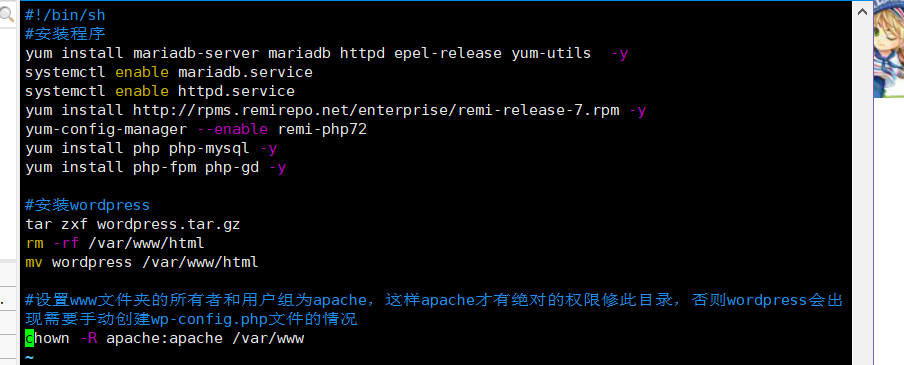 #!/bin/sh
#安装程序
yum install mariadb-server mariadb httpd epel-release yum-utils  -y
systemctl enable mariadb.service
systemctl enable httpd.service
yum install http://rpms.remirepo.net/enterprise/remi-release-7.rpm -y
yum-config-manager --enable remi-php72
yum install php php-mysql -y
yum install php-fpm php-gd -y
#安装wordpress
tar zxf wordpress.tar.gz
rm -rf /var/www/html
mv wordpress /var/www/html
#设置www文件夹的所有者和用户组为apache，这样apache才有绝对的权限修此目录，否则wordpress会出
现需要手动创建wp-config.php文件的情况
chown -R apache:apache /var/www
~